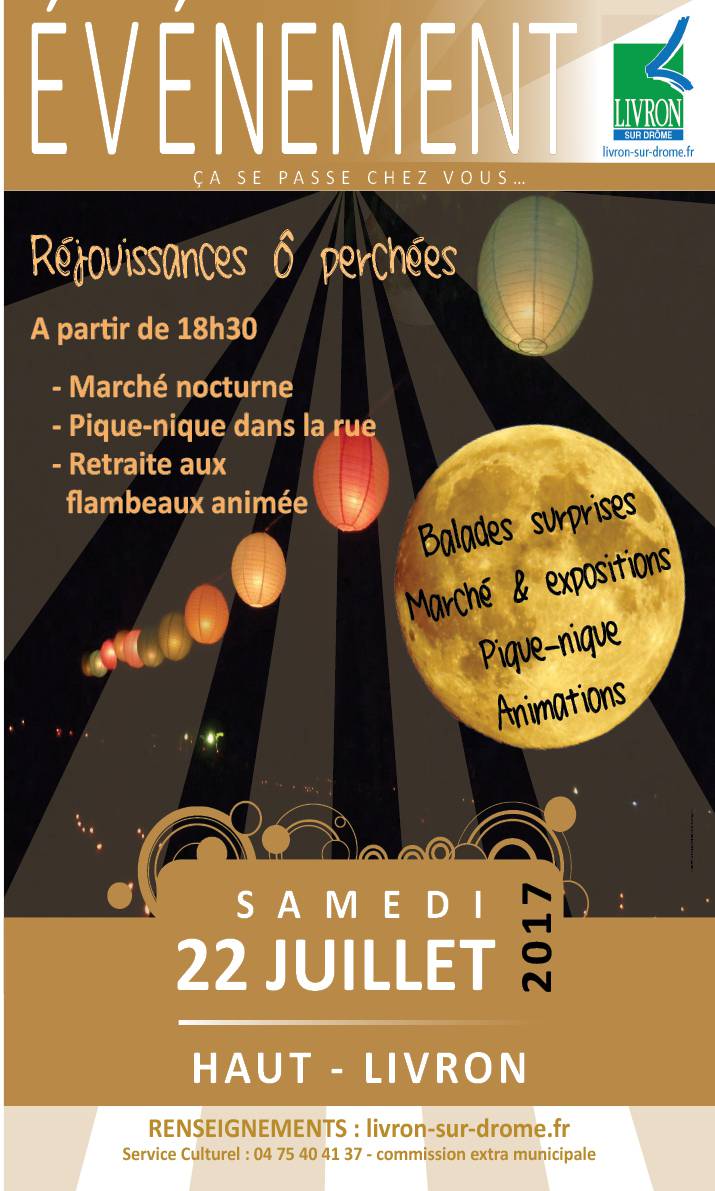 ÉVÉNEMENT
LIVRON
SUR DRÔME
livron-sur-drome.fr
ÇA SE PASSE CHEZ VOUS...
Réjouissances Ô perchées
A partir de 18h30
- Marché nocturne
- Pique-nique dans la rue
- Retraite aux
flambeaux animée
Balades surprises
Marché & expositions
Pique-nique
Animations
SAMEDI
22 JUILLET
2017
HAUT - LIVRON
RENSEIGNEMENTS : livron-sur-drome.fr
Service Culturel : 04 75 40 41 37 - commission extra municipale